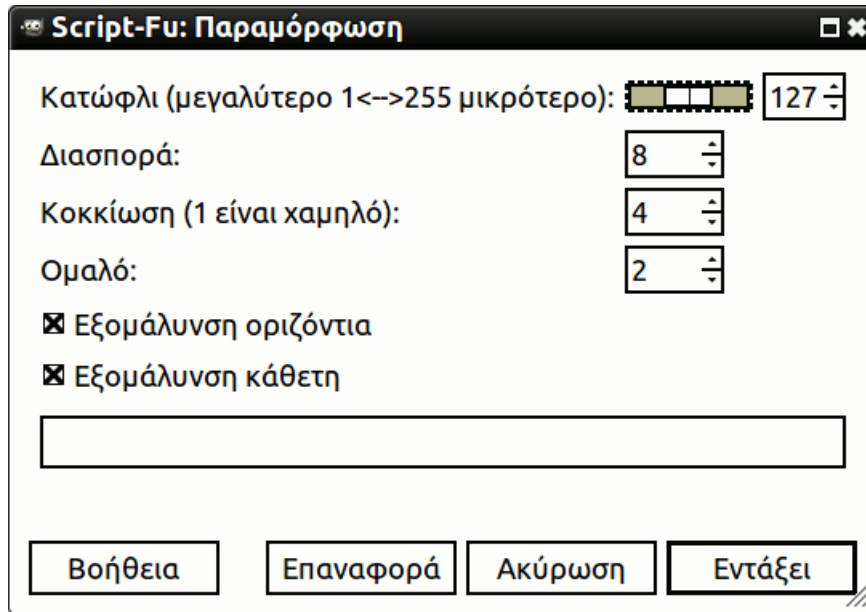 Script-Fu: Παραμόρφωση
Κατώφλι (μεγαλύτερο 1<-->255 μικρότερο): 127
Διασπορά: 8
Κοκκίωση (1 είναι χαμηλό): 4
Ομαλό: 2
Εξομάλυνση οριζόντια
Εξομάλυνση κάθετη
Βοήθεια Επαναφορά Ακύρωση Εντάξει